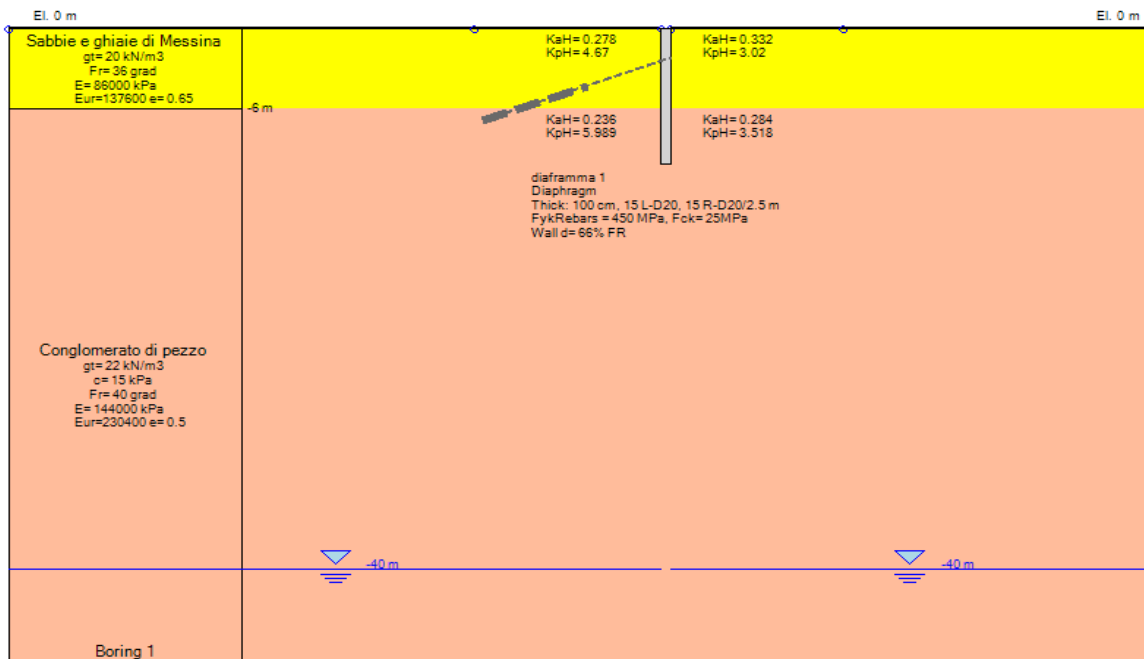 El. 0 m
El. 0 m
Sabbie e ghiaie di Messina
gt= 20 kN/m3
Fr= 36 grad
E= 86000 kPa
Eur=137600 e= 0.65
KaH= 0.278
KpH= 4.67
KaH= 0.332
KpH= 3.02
-6 m
KaH= 0.236
KpH= 5.989
KaH= 0.284
KpH= 3.518
diaframma 1
Diaphragm
Thick: 100 cm, 15 L-D20, 15 R-D20/2.5 m
FykRebars = 450 MPa, Fck= 25MPa
Wall d= 66% FR
Conglomerato di pezzo
gt= 22 kN/m3
c= 15 kPa
Fr= 40 grad
E= 144000 kPa
Eur=230400 e= 0.5
-40 m
-40 m
Boring 1